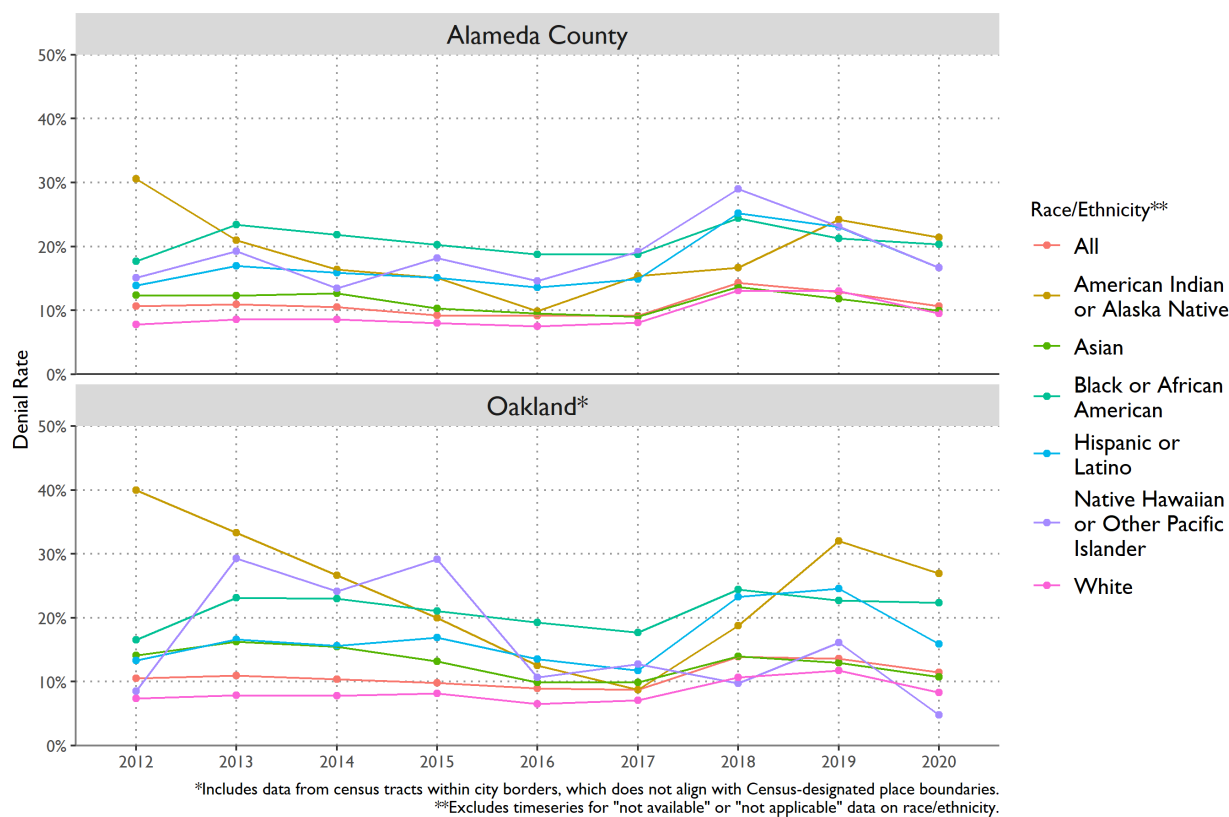 Alameda County
50%
40%
30%
20%
10%
0%
Oakland*
50%
40%
30%
20%
10%
0%
Denial Rate
2012 2013 2014 2015 2016 2017 2018 2019 2020
Race/Ethnicity**
All
American Indian
or Alaska Native
Asian
Black or African
American
Hispanic or
Latino
Native Hawaiian
or Other Pacific
Islander
White
*Includes data from census tracts within city borders, which does not align with Census-designated place boundaries.
**Excludes timeseries for "not available" or "not applicable" data on race/ethnicity.